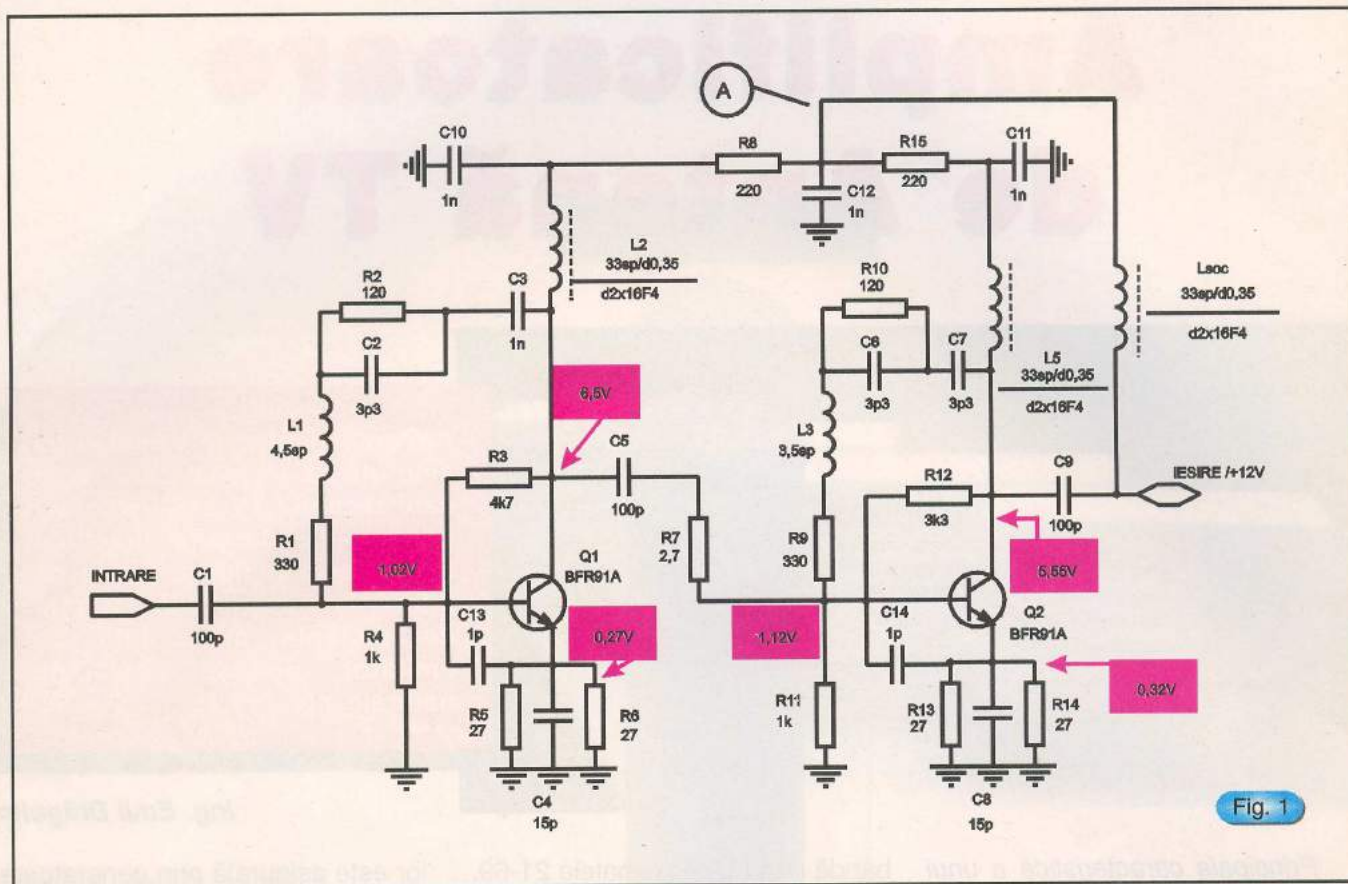 A
C10
1n
R8
220
C12
1n
R15
220
C11
1n
L2
33sp/d0,35
d2x16F4
R2
120
C3
1n
C2
3p3
L1
4,5sp
R10
120
C6
3p3
C7
3p3
L5
33sp/d0,35
d2x16F4
Lsoc
33sp/d0,35
d2x16F4
L3
3,5sp
6,5V
C5
100p
R3
4k7
R12
3k3
C9
100p
IESIRE /+12V
R1
330
1,02V
Q1
BFR91A
R7
2,7
R9
330
5,55V
INTRARE
C1
100p
R4
1k
C13
1p
0,27V
1,12V
C14
1p
Q2
BFR91A
0,32V
R5
27
R6
27
C4
15p
R11
1k
R13
27
R14
27
C8
15p
Fig. 1